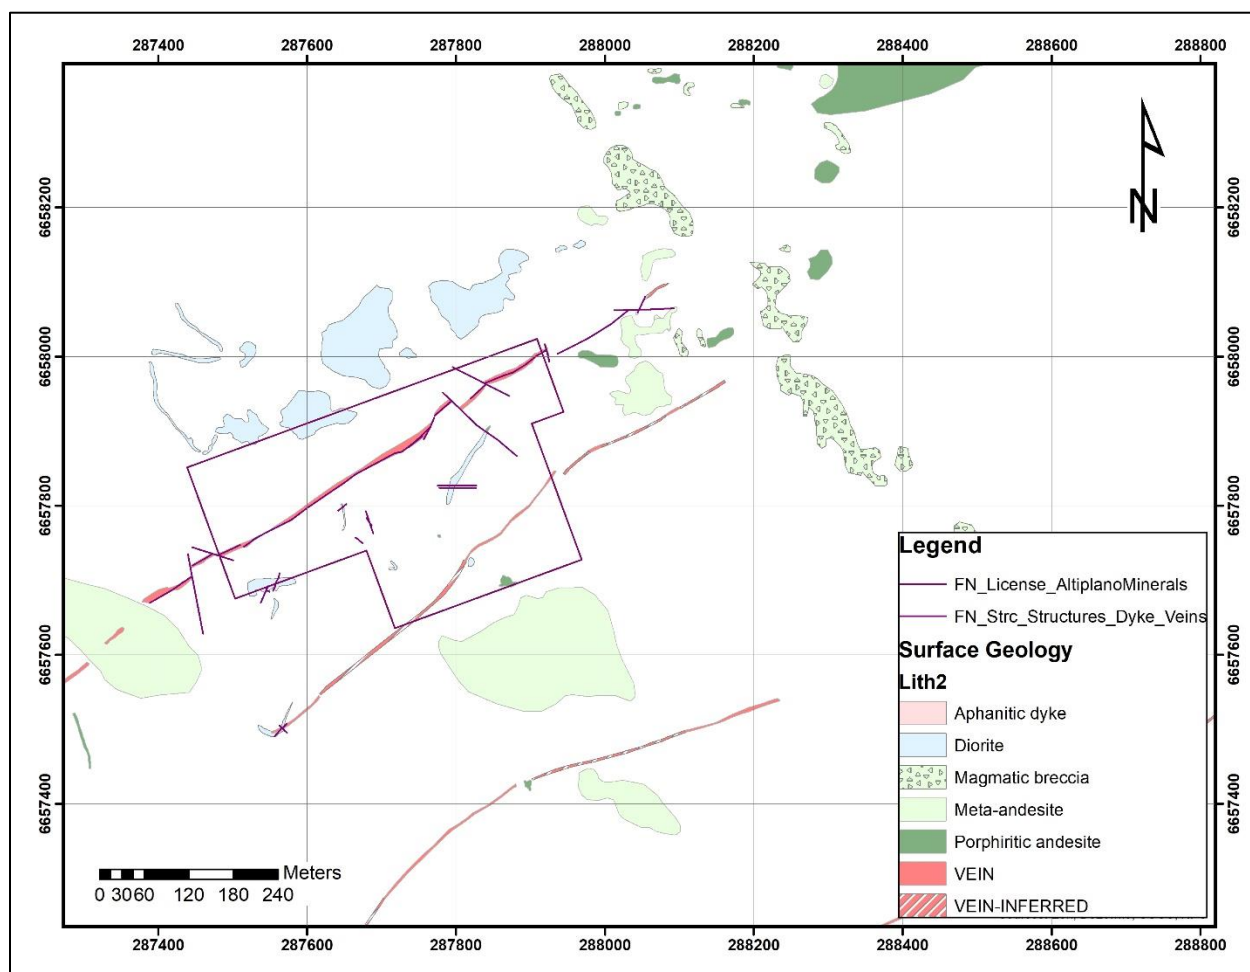 287400 287600 287800 288000 288200 288400 288600 288800
6658200 6658200
N
6658000 6658000
6657800 6657800
Legend
FN_License_AltiplanoMinerals
FN_Strc_Structures_Dyke_Veins
6657600 6657600
Surface Geology
Lith2
Aphanitic dyke
Diorite
Magmatic breccia
6657400 6657400
Meta-andesite
Porphiritic andesite
VEIN
VEIN-INFERRED
Meters
0 30 60 120 180 240
287400 287600 287800 288000 288200 288400 288600 288800